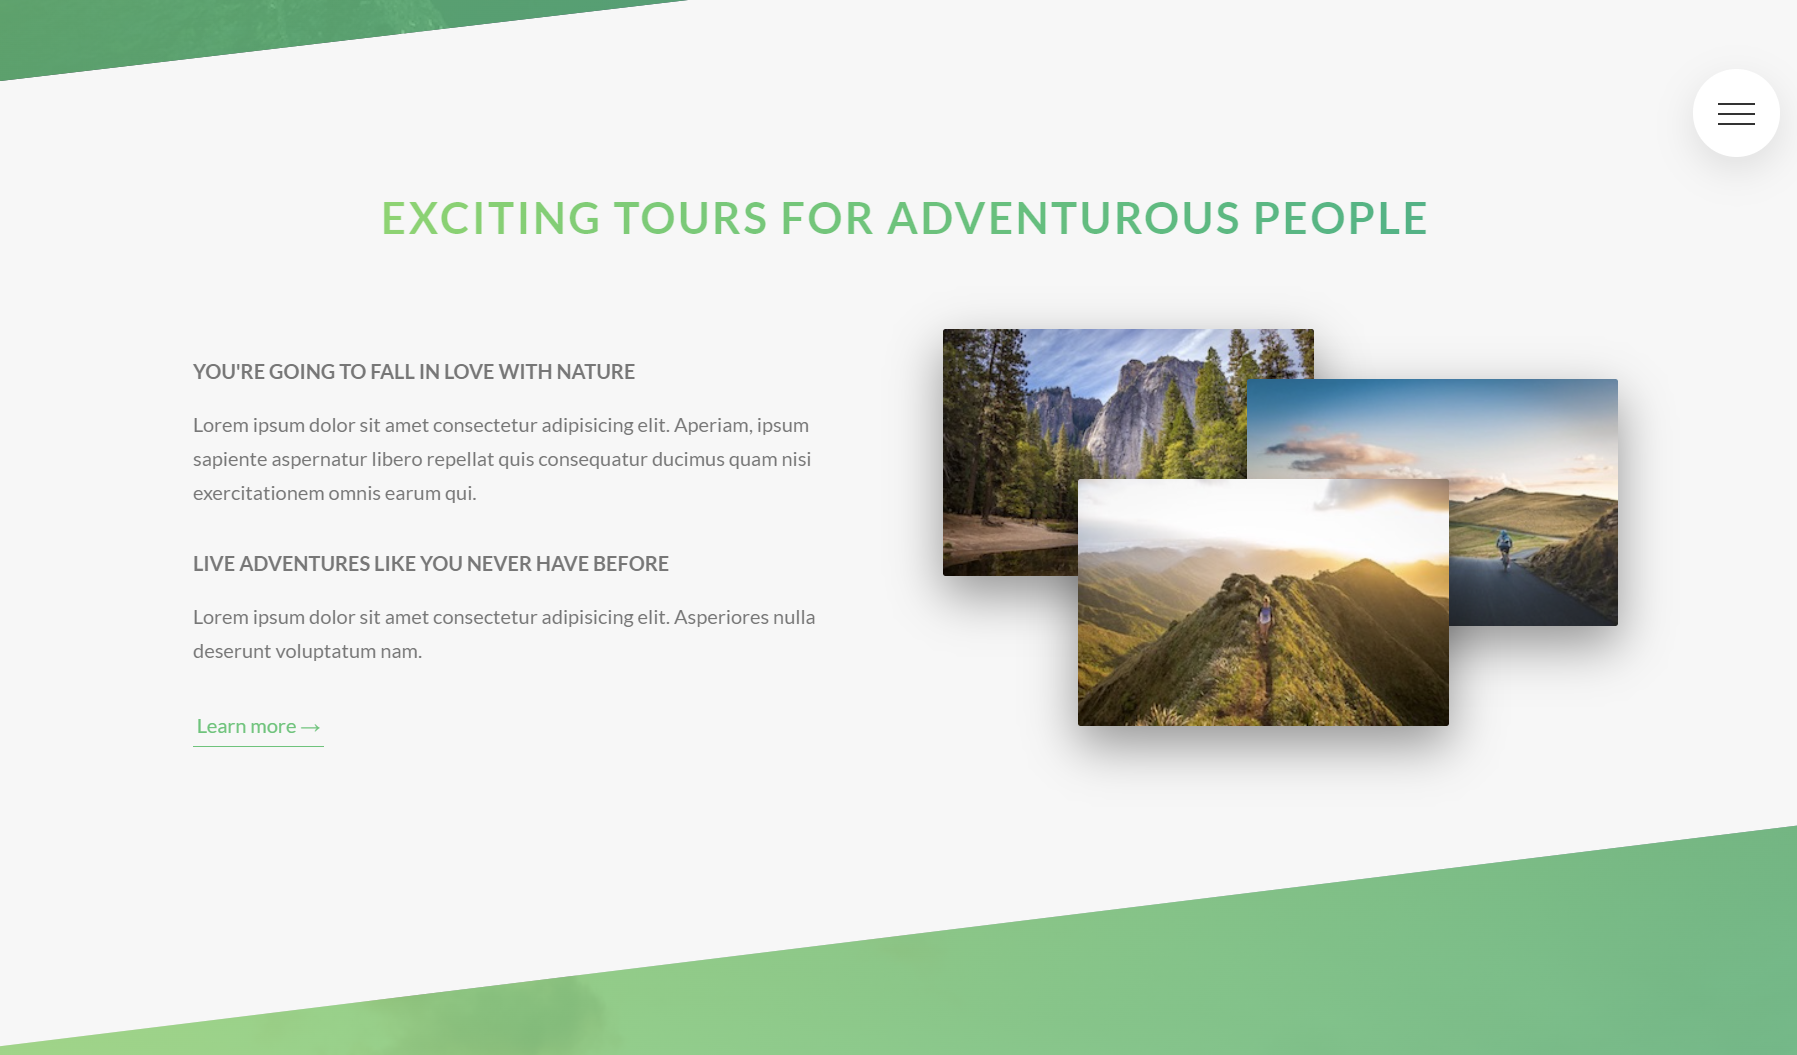 EXCITING TOURS FOR ADVENTUROUS PEOPLE
YOU'RE GOING TO FALL IN LOVE WITH NATURE
Lorem ipsum dolor sit amet consectetur adipisicing elit. Aperiam, ipsum
sapiente aspernatur libero repellat quis consequatur ducimus quam nisi
exercitationem omnis earum qui.
LIVE ADVENTURES LIKE YOU NEVER HAVE BEFORE
Lorem ipsum dolor sit amet consectetur adipisicing elit. Asperiores nulla
deserunt voluptatum nam.
Learn more →